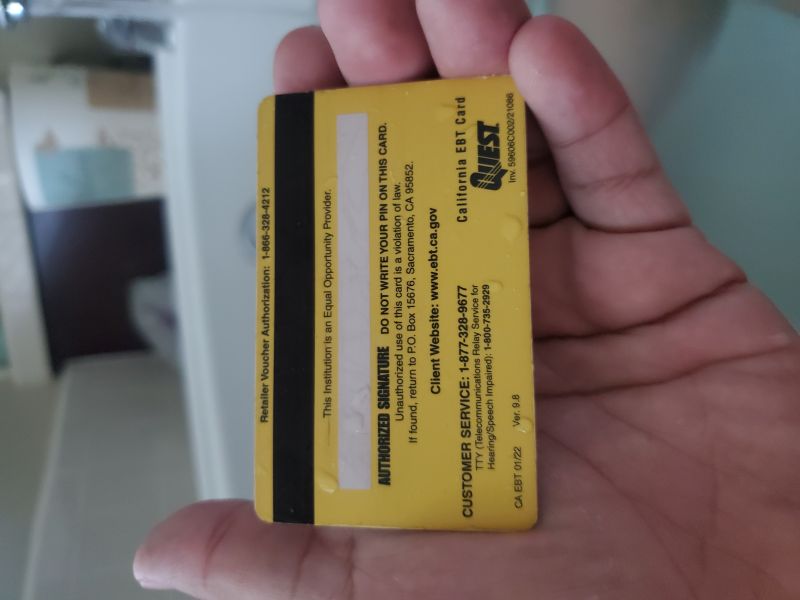 Retailer Voucher Authorization: 1-866-328-4212
This Institution is an Equal Opportunity Provider.
AUTHORIZED SIGNATURE DO NOT WRITE YOUR PIN ON THIS CARD.
Unauthorized use of this card is a violation of law.
If found, return to P.O. Box 15676, Sacramento, CA 95852.
Client Website: www.ebt.ca.gov
CUSTOMER SERVICE: 1-877-328-9677
TTY (Telecommunications Relay Service for
Hearing/Speech Impaired): 1-800-735-2929
CA EBT 01/22 Ver. 9.8
California EBT Card
QUEST
Inv. 59606C002/21086